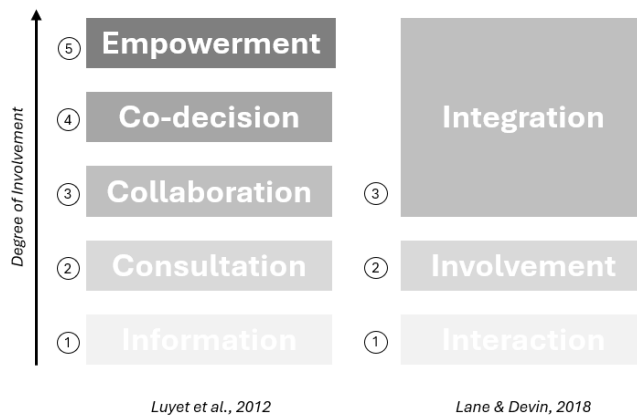 Degree of Involvement
5 Empowerment
4 Co-decision
3 Collaboration
2 Consultation
1 Information
Luyet et al., 2012
Integration
3
2 Involvement
1 Interaction
Lane & Devin, 2018